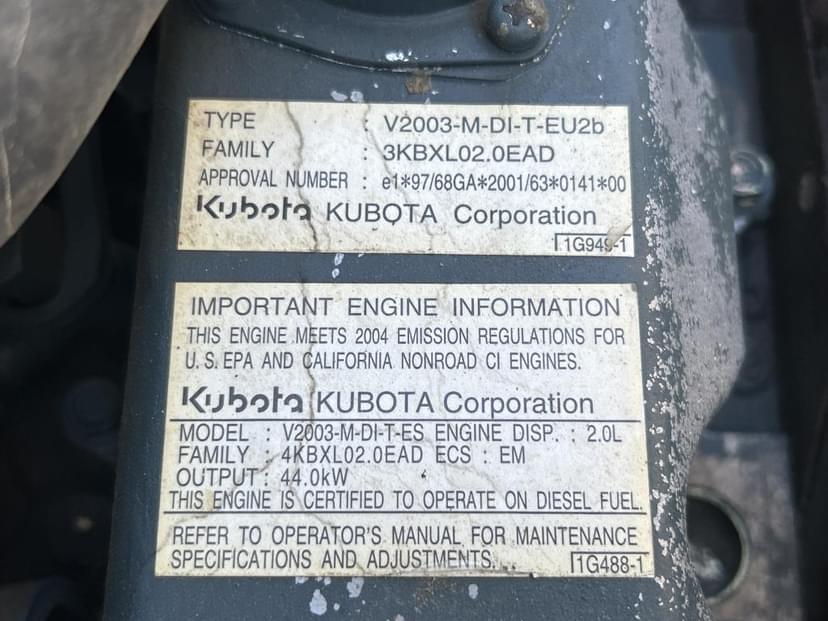 TYPE : V2003-M-DI-T-EU2b
FAMILY : 3KBXL02.0EAD
APPROVAL NUMBER : e1*97/68GA*2001/63*0141*00
Kubota KUBOTA Corporation
1G949-1
IMPORTANT ENGINE INFORMATION
THIS ENGINE MEETS 2004 EMISSION REGULATIONS FOR
U.S. EPA AND CALIFORNIA NONROAD CI ENGINES.
Kubota KUBOTA Corporation
MODEL : V2003-M-DI-T-ES ENGINE DISP. : 2.0L
FAMILY : 4KBXL02.0EAD ECS : EM
OUTPUT : 44.0kW
THIS ENGINE IS CERTIFIED TO OPERATE ON DIESEL FUEL.
REFER TO OPERATOR'S MANUAL FOR MAINTENANCE
SPECIFICATIONS AND ADJUSTMENTS.
1G488-1